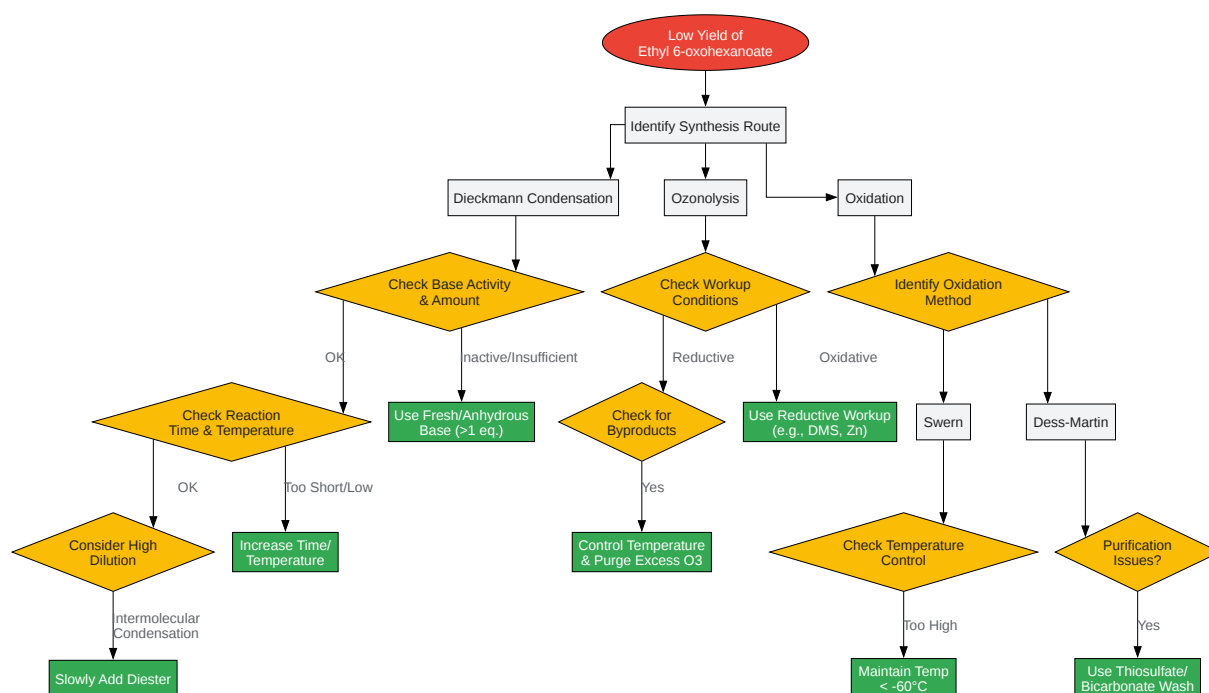 Low Yield of
Ethyl 6-oxohexanoate
Identify Synthesis Route
Dieckmann Condensation
Ozonolysis
Oxidation
Check Base Activity
& Amount
Check Workup
Conditions
Identify Oxidation
Method
OK
Inactive/Insufficient
Reductive
Oxidative
Check Reaction
Time & Temperature
Use Fresh/Anhydrous
Base (>1 eq.)
Check for
Byproducts
Use Reductive Workup
(e.g., DMS, Zn)
Swern
Dess-Martin
OK
Too Short/Low
Yes
Consider High
Dilution
Increase Time/
Temperature
Control Temperature
& Purge Excess O3
Check Temperature
Control
Purification
Issues?
Intermolecular
Condensation
Too High
Yes
Slowly Add Diester
Maintain Temp
< -60°C
Use Thiosulfate/
Bicarbonate Wash